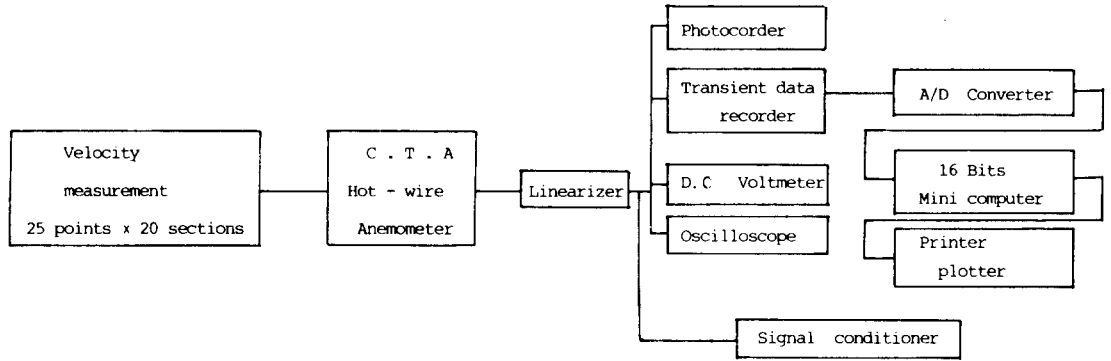 Velocity
measurement
25 points x 20 sections
C . T . A
Hot - wire
Anemometer
Linearizer
Photocorder
Transient data
recorder
D.C Voltmeter
Oscilloscope
A/D Converter
16 Bits
Mini computer
Printer
plotter
Signal conditioner